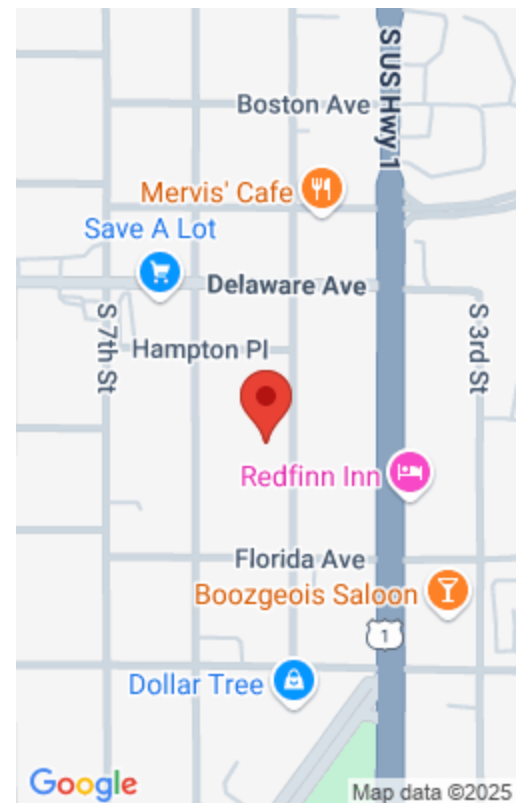 S US Hwy 1
Boston Ave
Mervis' Cafe
Save A Lot
Delaware Ave
S 7th St
Hampton Pl
S 3rd St
Redfinn Inn
Florida Ave
Boozgeois Saloon
1
Dollar Tree
Google
Map data ©2025